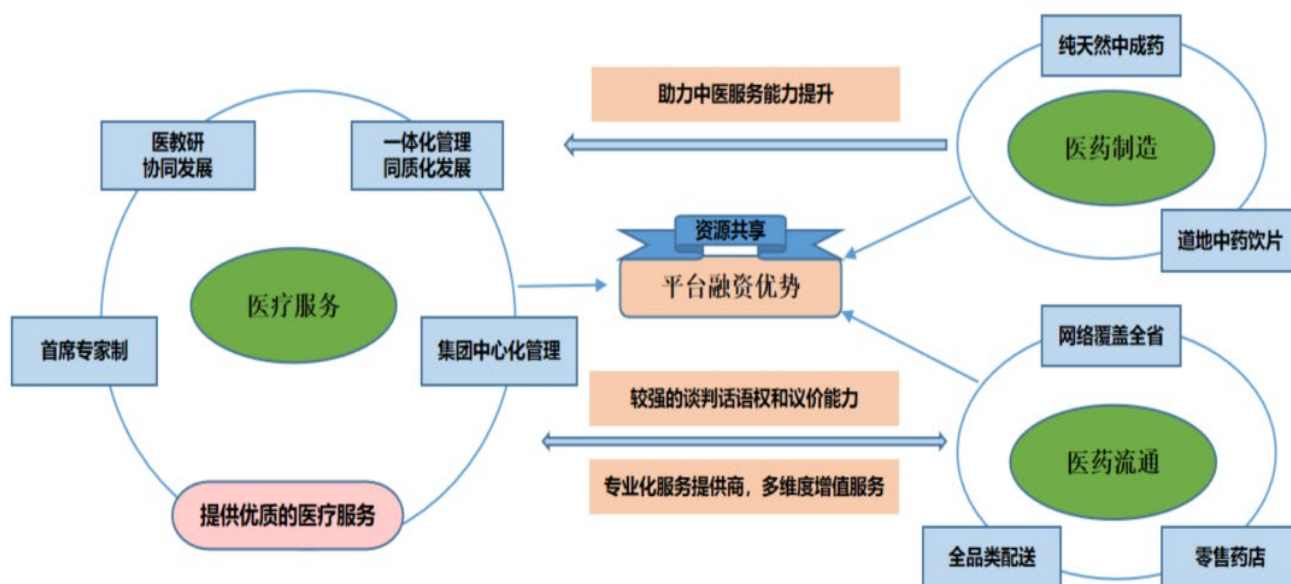 纯天然中成药
助力中医服务能力提升
医教研
协同发展
一体化管理
同质化发展
医药制造
资源共享
道地中药饮片
平台融资优势
医疗服务
首席专家制
集团中心化管理
网络覆盖全省
较强的谈判话语权和议价能力
医药流通
专业化服务提供商，多维度增值服务
提供优质的医疗服务
全品类配送
零售药店